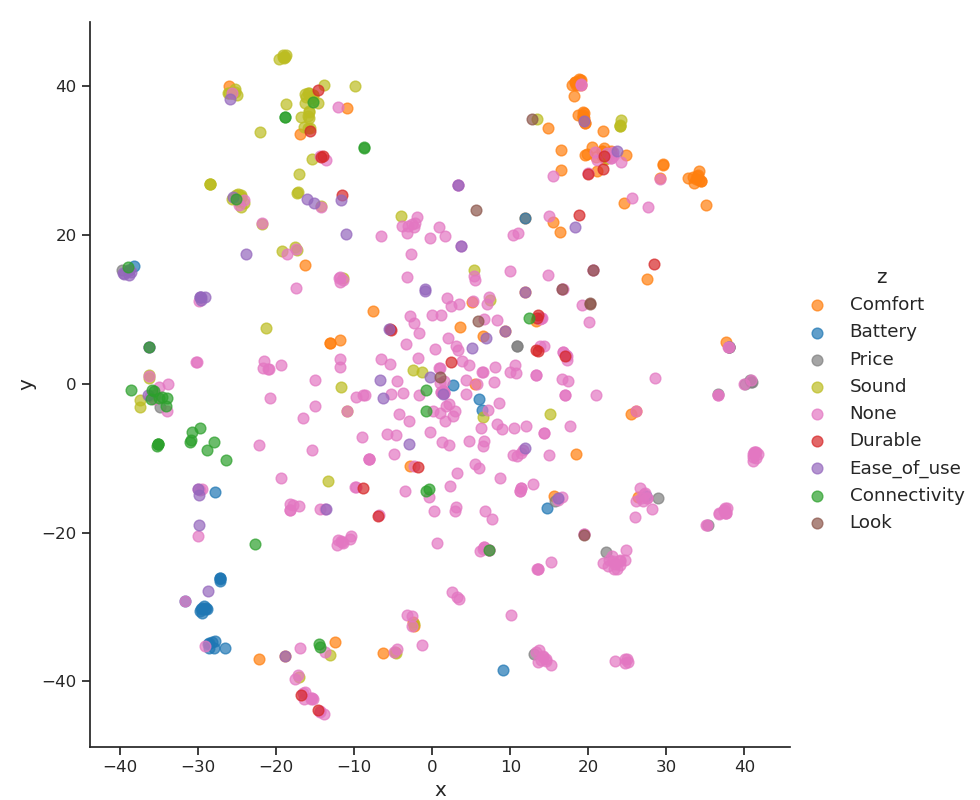 40
20
0
−20
−40
y
−40 −30 −20 −10 0 10 20 30 40
x
z
Comfort
Battery
Price
Sound
None
Durable
Ease_of_use
Connectivity
Look